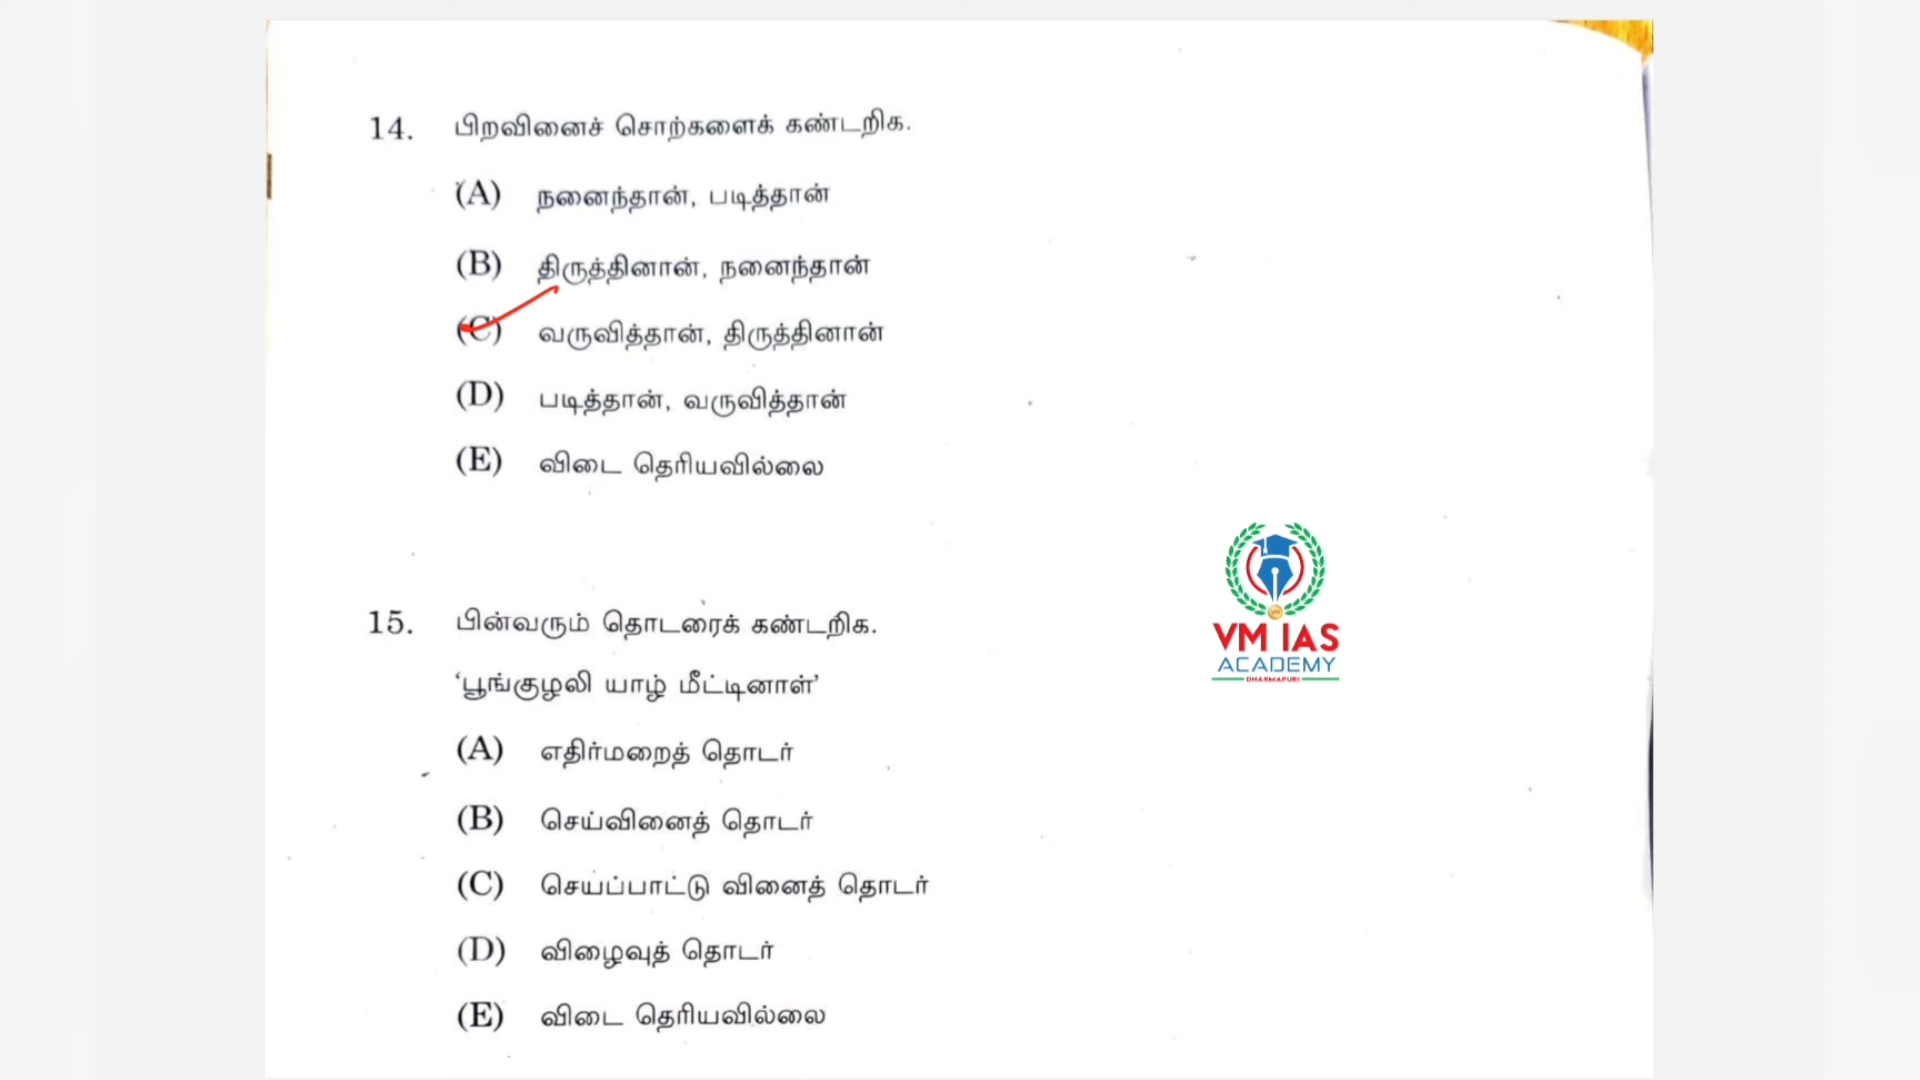 14. பிறவினைச் சொற்களைக் கண்டறிக.
(A) நனைந்தான், படித்தான்
(B) திருத்தினான், நனைந்தான்
(C) வருவித்தான், திருத்தினான்
(D) படித்தான், வருவித்தான்
(E) விடை தெரியவில்லை
15. பின்வரும் தொடரைக் கண்டறிக.
‘பூங்குழலி யாழ் மீட்டினாள்’
(A) எதிர்மறைத் தொடர்
(B) செய்வினைத் தொடர்
(C) செயப்பாட்டு வினைத் தொடர்
(D) விழைவுத் தொடர்
(E) விடை தெரியவில்லை
VM IAS
ACADEMY
DHARMAPURI